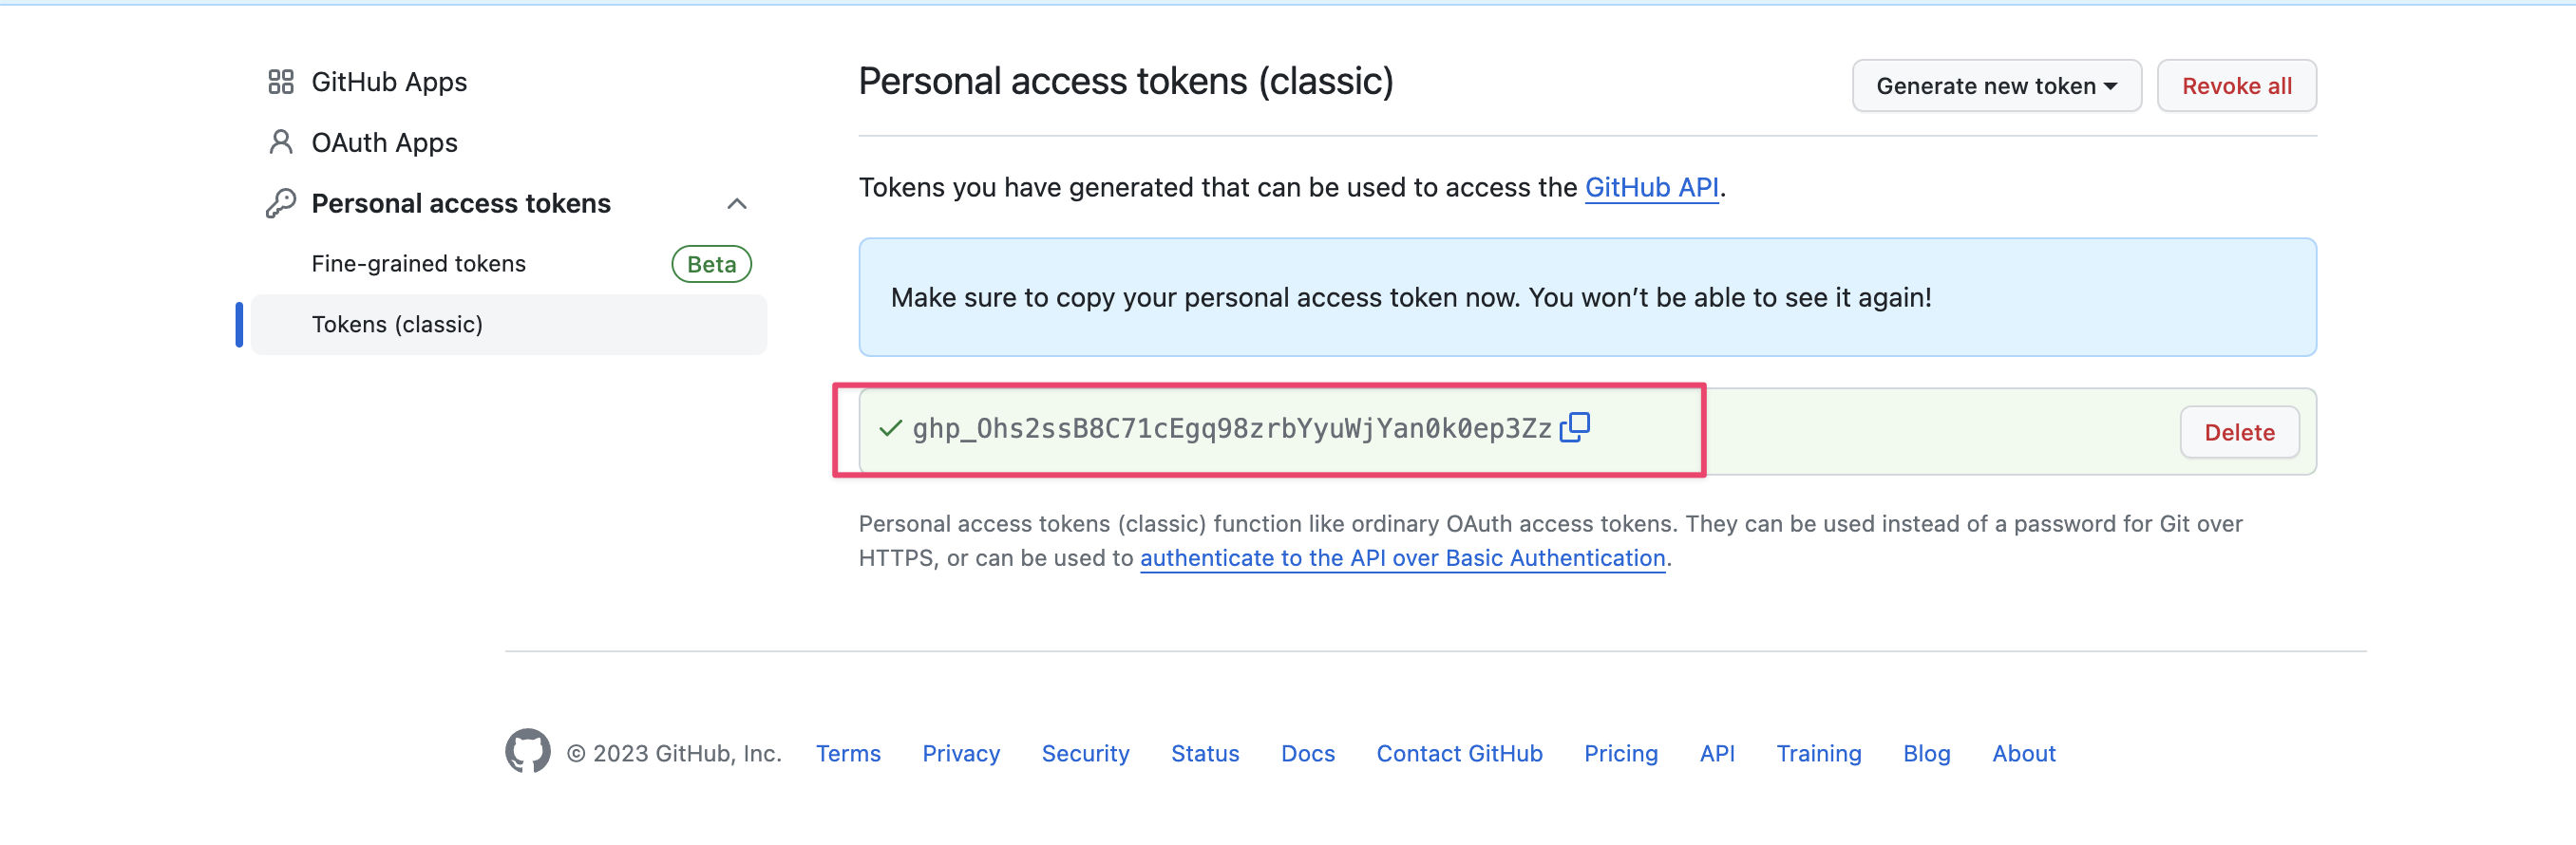 GitHub Apps
OAuth Apps
Personal access tokens
Fine-grained tokens Beta
Tokens (classic)
Personal access tokens (classic)
Generate new token
Revoke all
Tokens you have generated that can be used to access the GitHub API.
Make sure to copy your personal access token now. You won’t be able to see it again!
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
Delete
Personal access tokens (classic) function like ordinary OAuth access tokens. They can be used instead of a password for Git over
HTTPS, or can be used to authenticate to the API over Basic Authentication.
© 2023 GitHub, Inc. Terms Privacy Security Status Docs Contact GitHub Pricing API Training Blog About